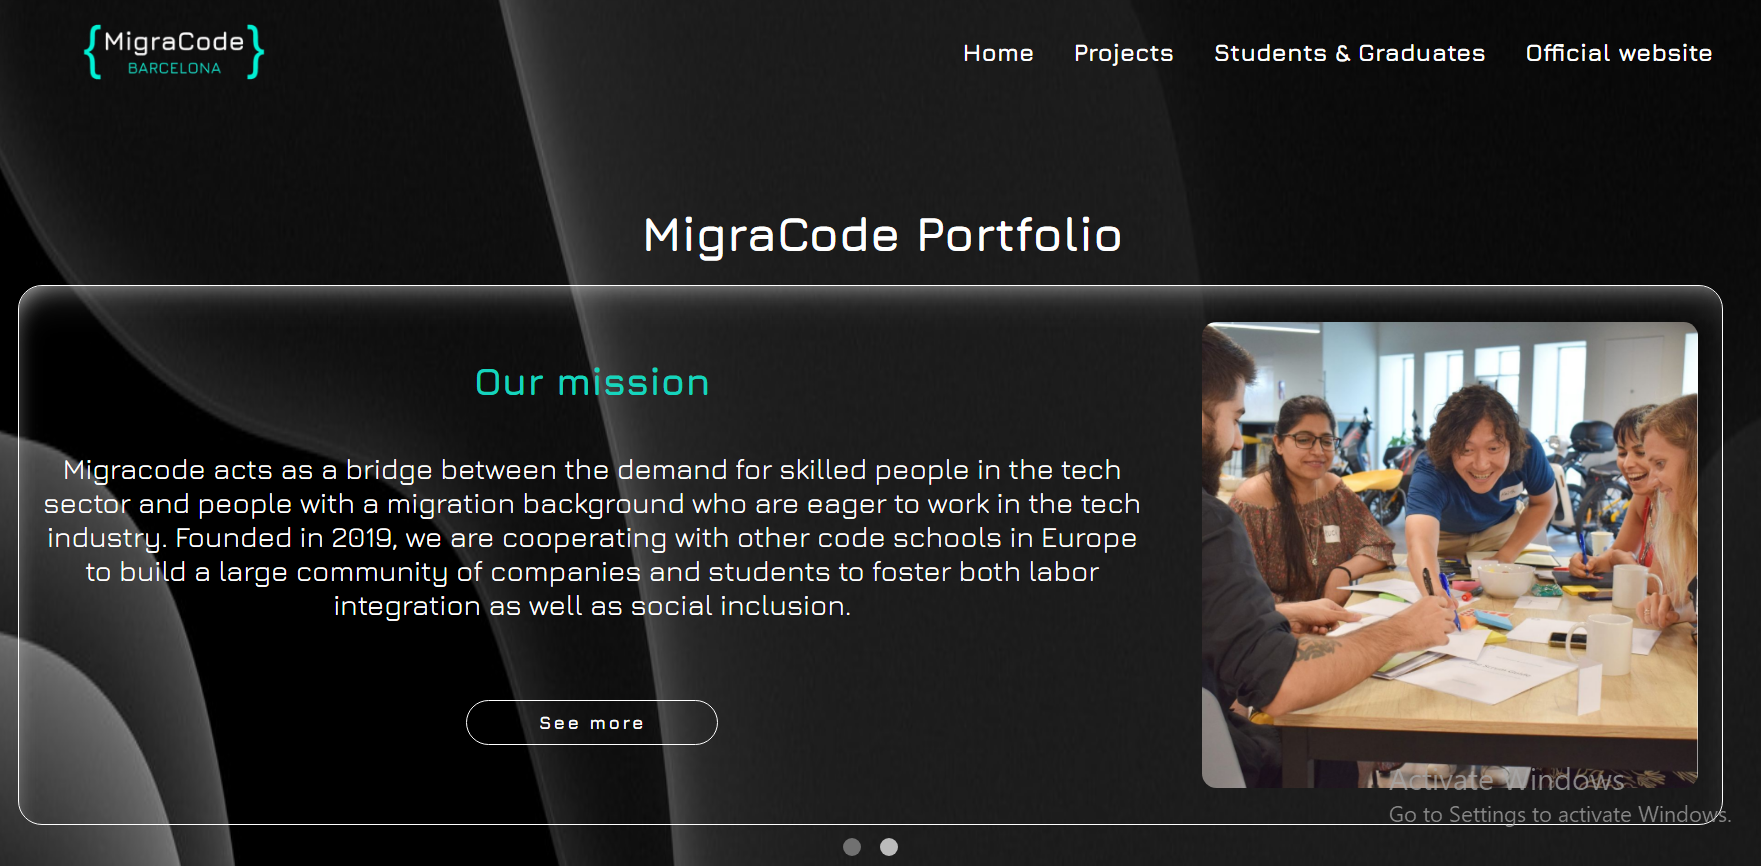 {MigraCode}
BARCELONA
Home Projects Students & Graduates Official website
MigraCode Portfolio
Our mission
Migracode acts as a bridge between the demand for skilled people in the tech
sector and people with a migration background who are eager to work in the tech
industry. Founded in 2019, we are cooperating with other code schools in Europe
to build a large community of companies and students to foster both labor
integration as well as social inclusion.
See more
Activate Windows
Go to Settings to activate Windows.